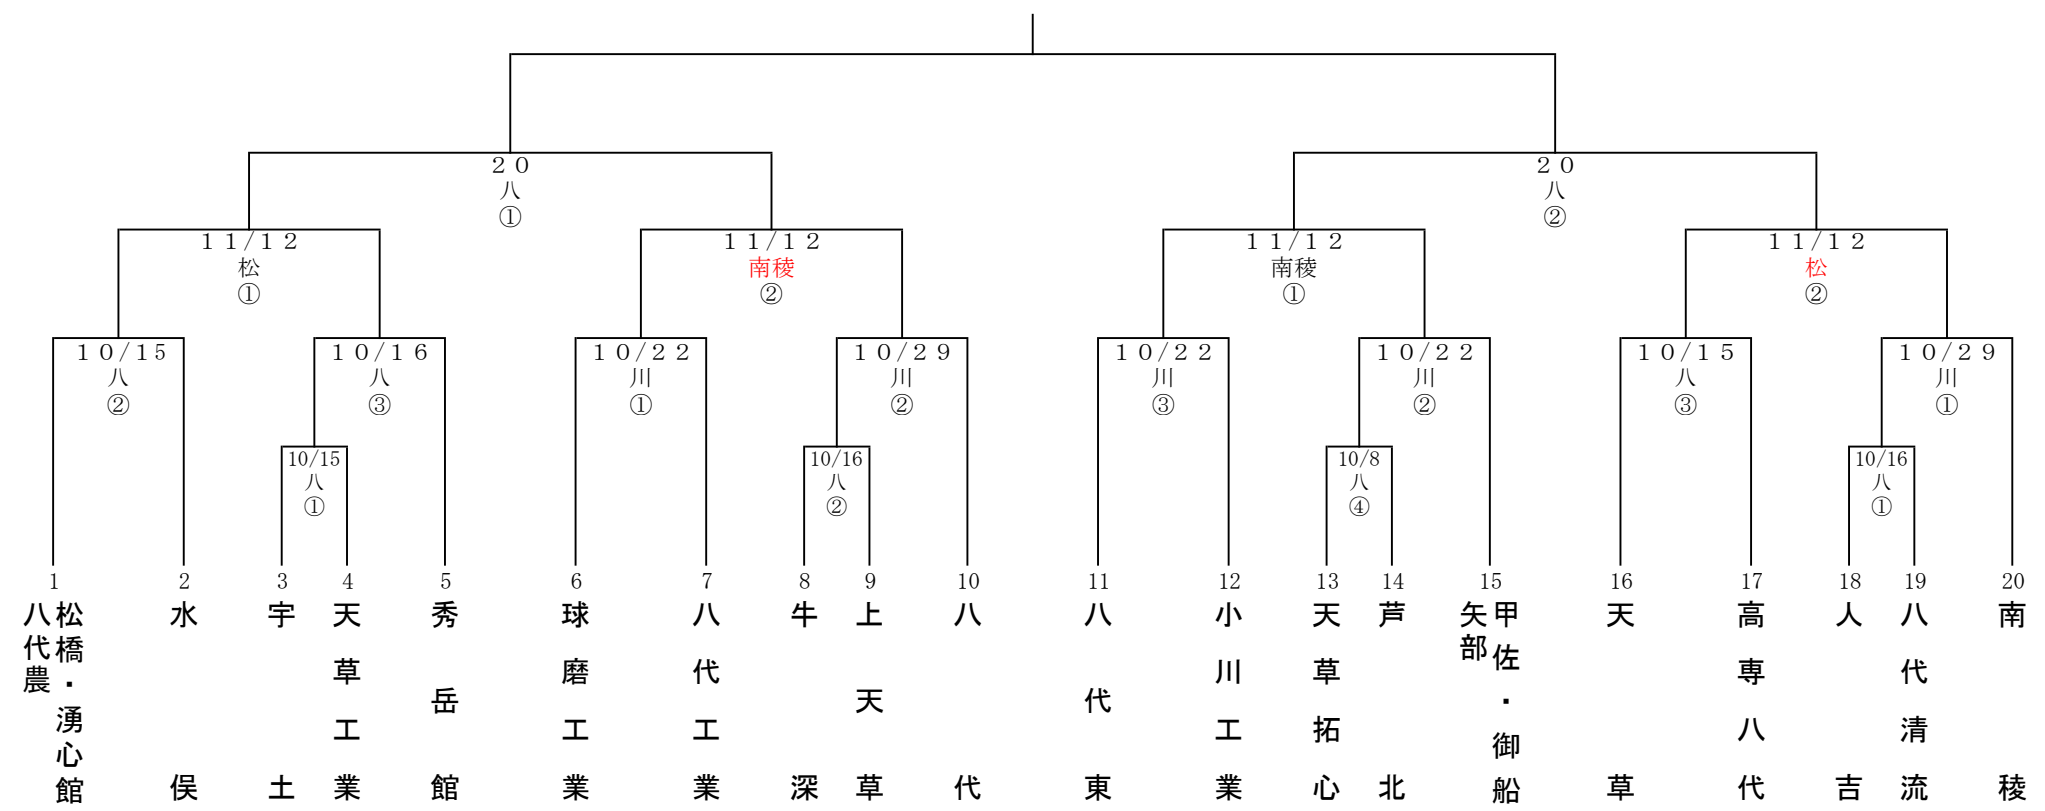 ２０
八
①
２０
八
②
１１/１２
松
①
１１/１２
南稜
②
１１/１２
南稜
①
１１/１２
松
②
１０/１５
八
②
１０/１６
八
③
１０/２２
川
①
１０/２９
川
②
１０/２２
川
③
１０/２２
川
②
１０/１５
八
③
１０/２９
川
①
10/15
八
①
10/16
八
②
10/8
八
④
10/16
八
①
1
2
3
4
5
6
7
8
9
10
11
12
13
14
15
16
17
18
19
20
松橋・湧心館
八代農
水俣
宇土
天草工業
秀岳館
球磨工業
八代工業
牛深
上天草
八代
八代東
小川工業
天草拓心
芦北
甲佐・御船
矢部
天草
高専八代
人吉
八代清流
南稜